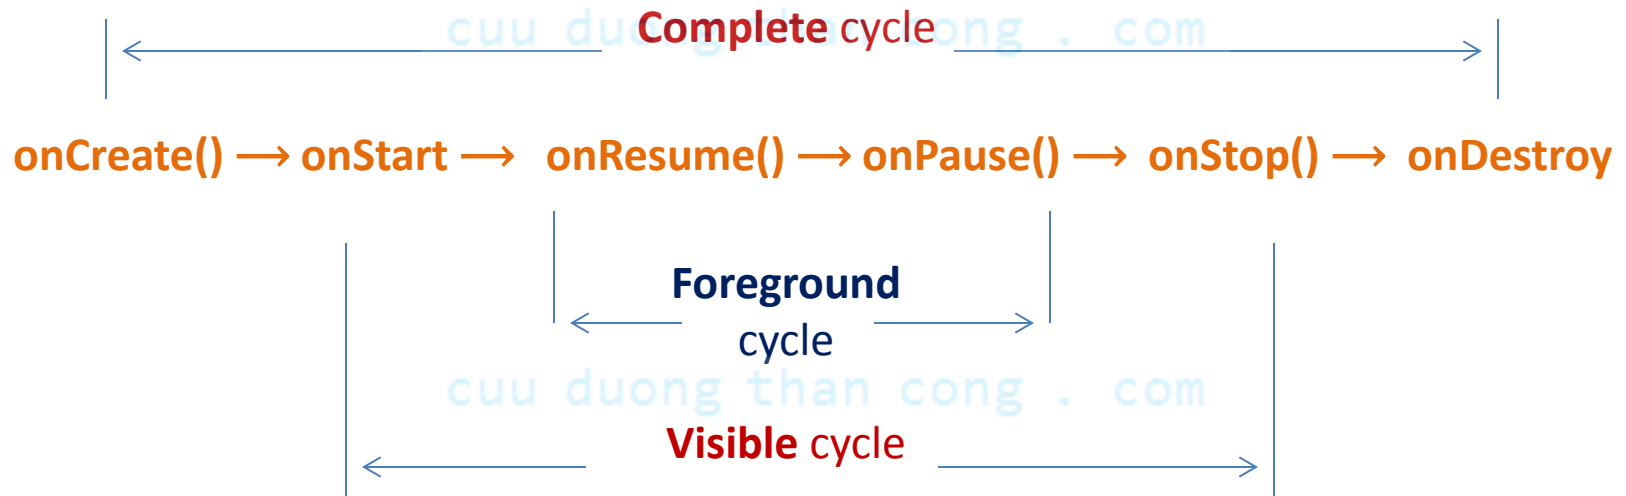 cuu duong than cong . com
Complete cycle
onCreate() → onStart → onResume() → onPause() → onStop() → onDestroy
Foreground
cycle
cuu duong than cong . com
Visible cycle